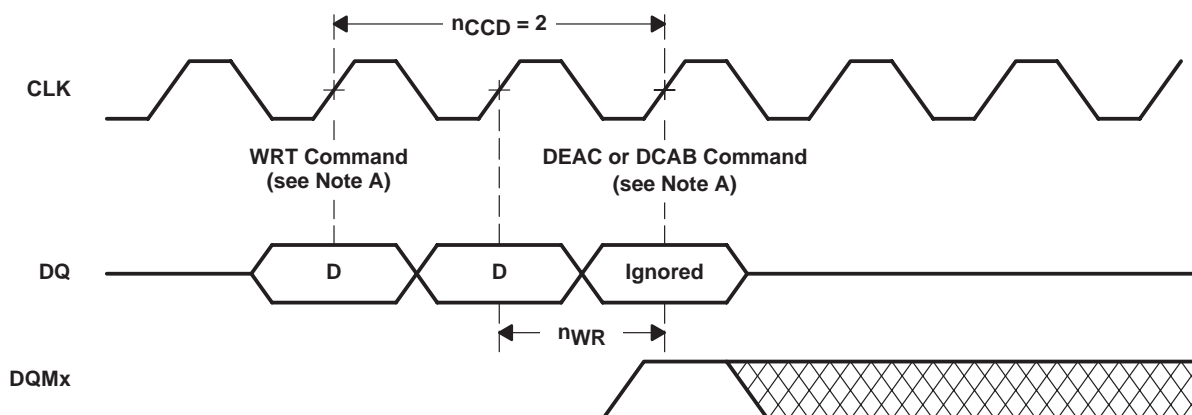 nCCD = 2
CLK
WRT Command
(see Note A)
DEAC or DCAB Command
(see Note A)
DQ
D
D
Ignored
nWR
DQMx